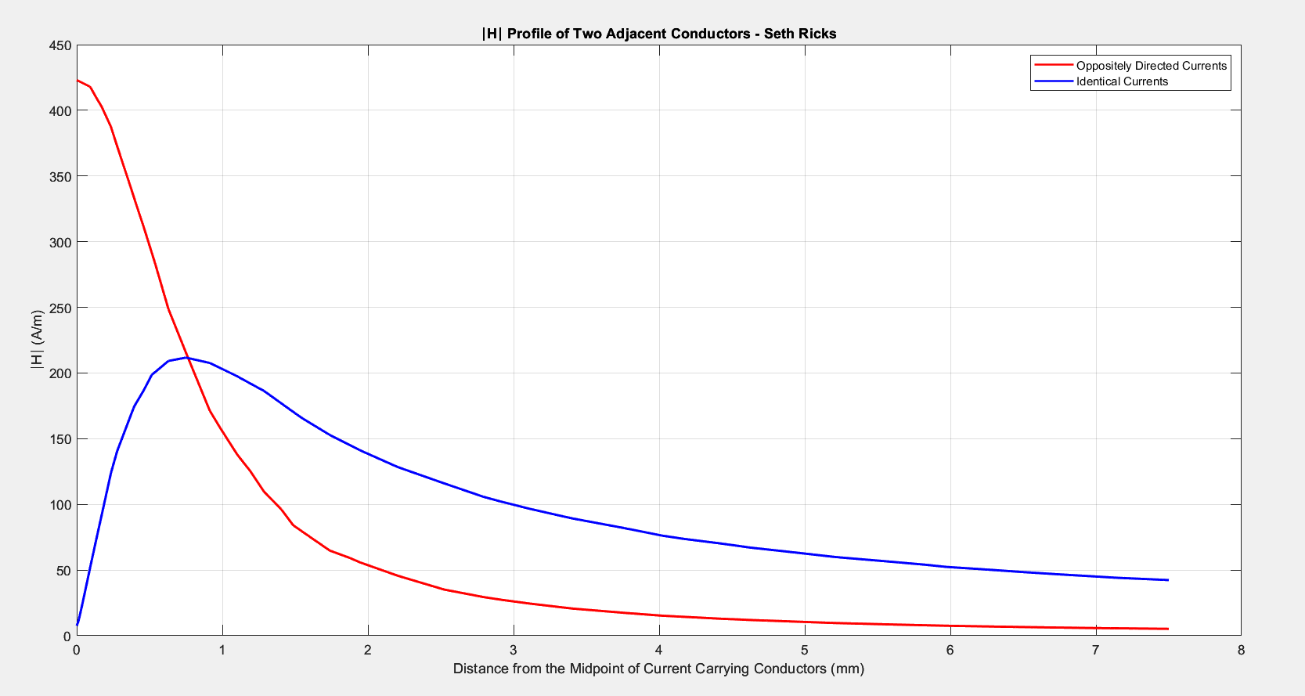 |H| Profile of Two Adjacent Conductors - Seth Ricks
Oppositely Directed Currents
Identical Currents
|H| (A/m)
450
400
350
300
250
200
150
100
50
0
0 1 2 3 4 5 6 7 8
Distance from the Midpoint of Current Carrying Conductors (mm)